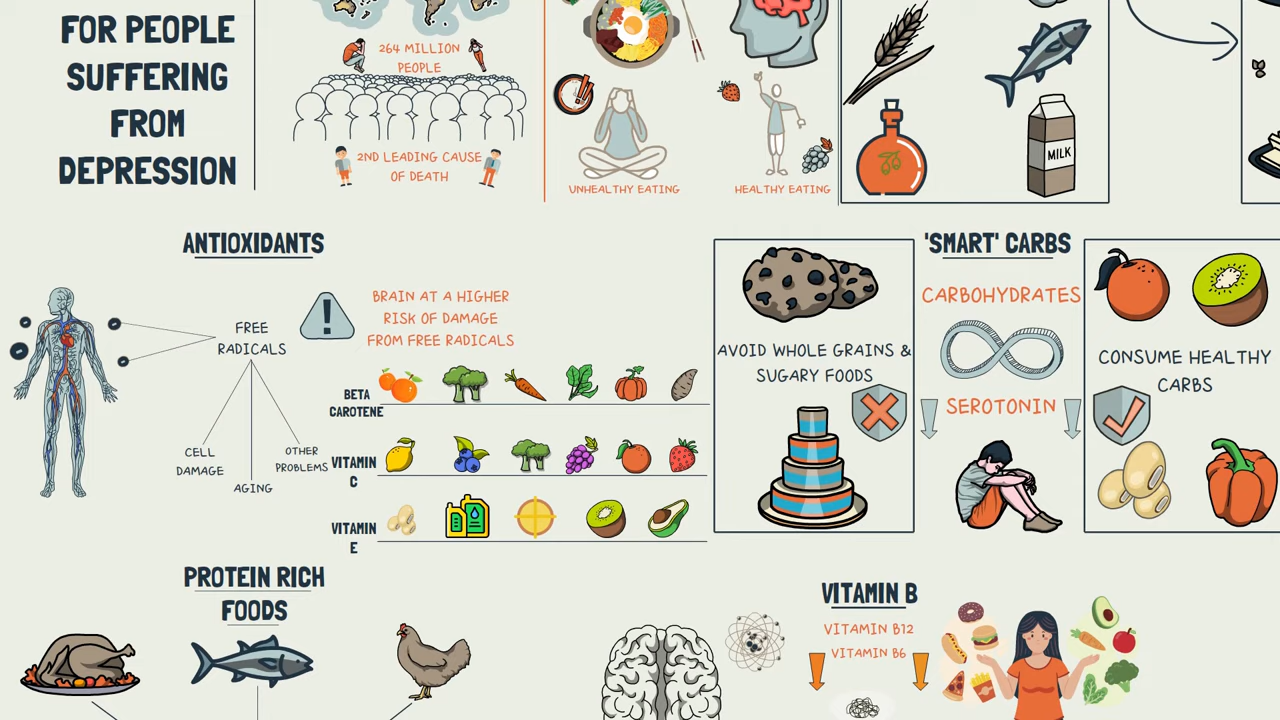 FOR PEOPLE
SUFFERING
FROM
DEPRESSION
264 MILLION
PEOPLE
2ND LEADING CAUSE
OF DEATH
UNHEALTHY EATING
HEALTHY EATING
MILK
ANTIOXIDANTS
FREE
RADICALS
CELL
DAMAGE
AGING
OTHER
PROBLEMS
BRAIN AT A HIGHER
RISK OF DAMAGE
FROM FREE RADICALS
BETA
CAROTENE
VITAMIN
C
VITAMIN
E
AVOID WHOLE GRAINS &
SUGARY FOODS
'SMART' CARBS
CARBOHYDRATES
SEROTONIN
CONSUME HEALTHY
CARBS
PROTEIN RICH
FOODS
VITAMIN B
VITAMIN B12
VITAMIN B6